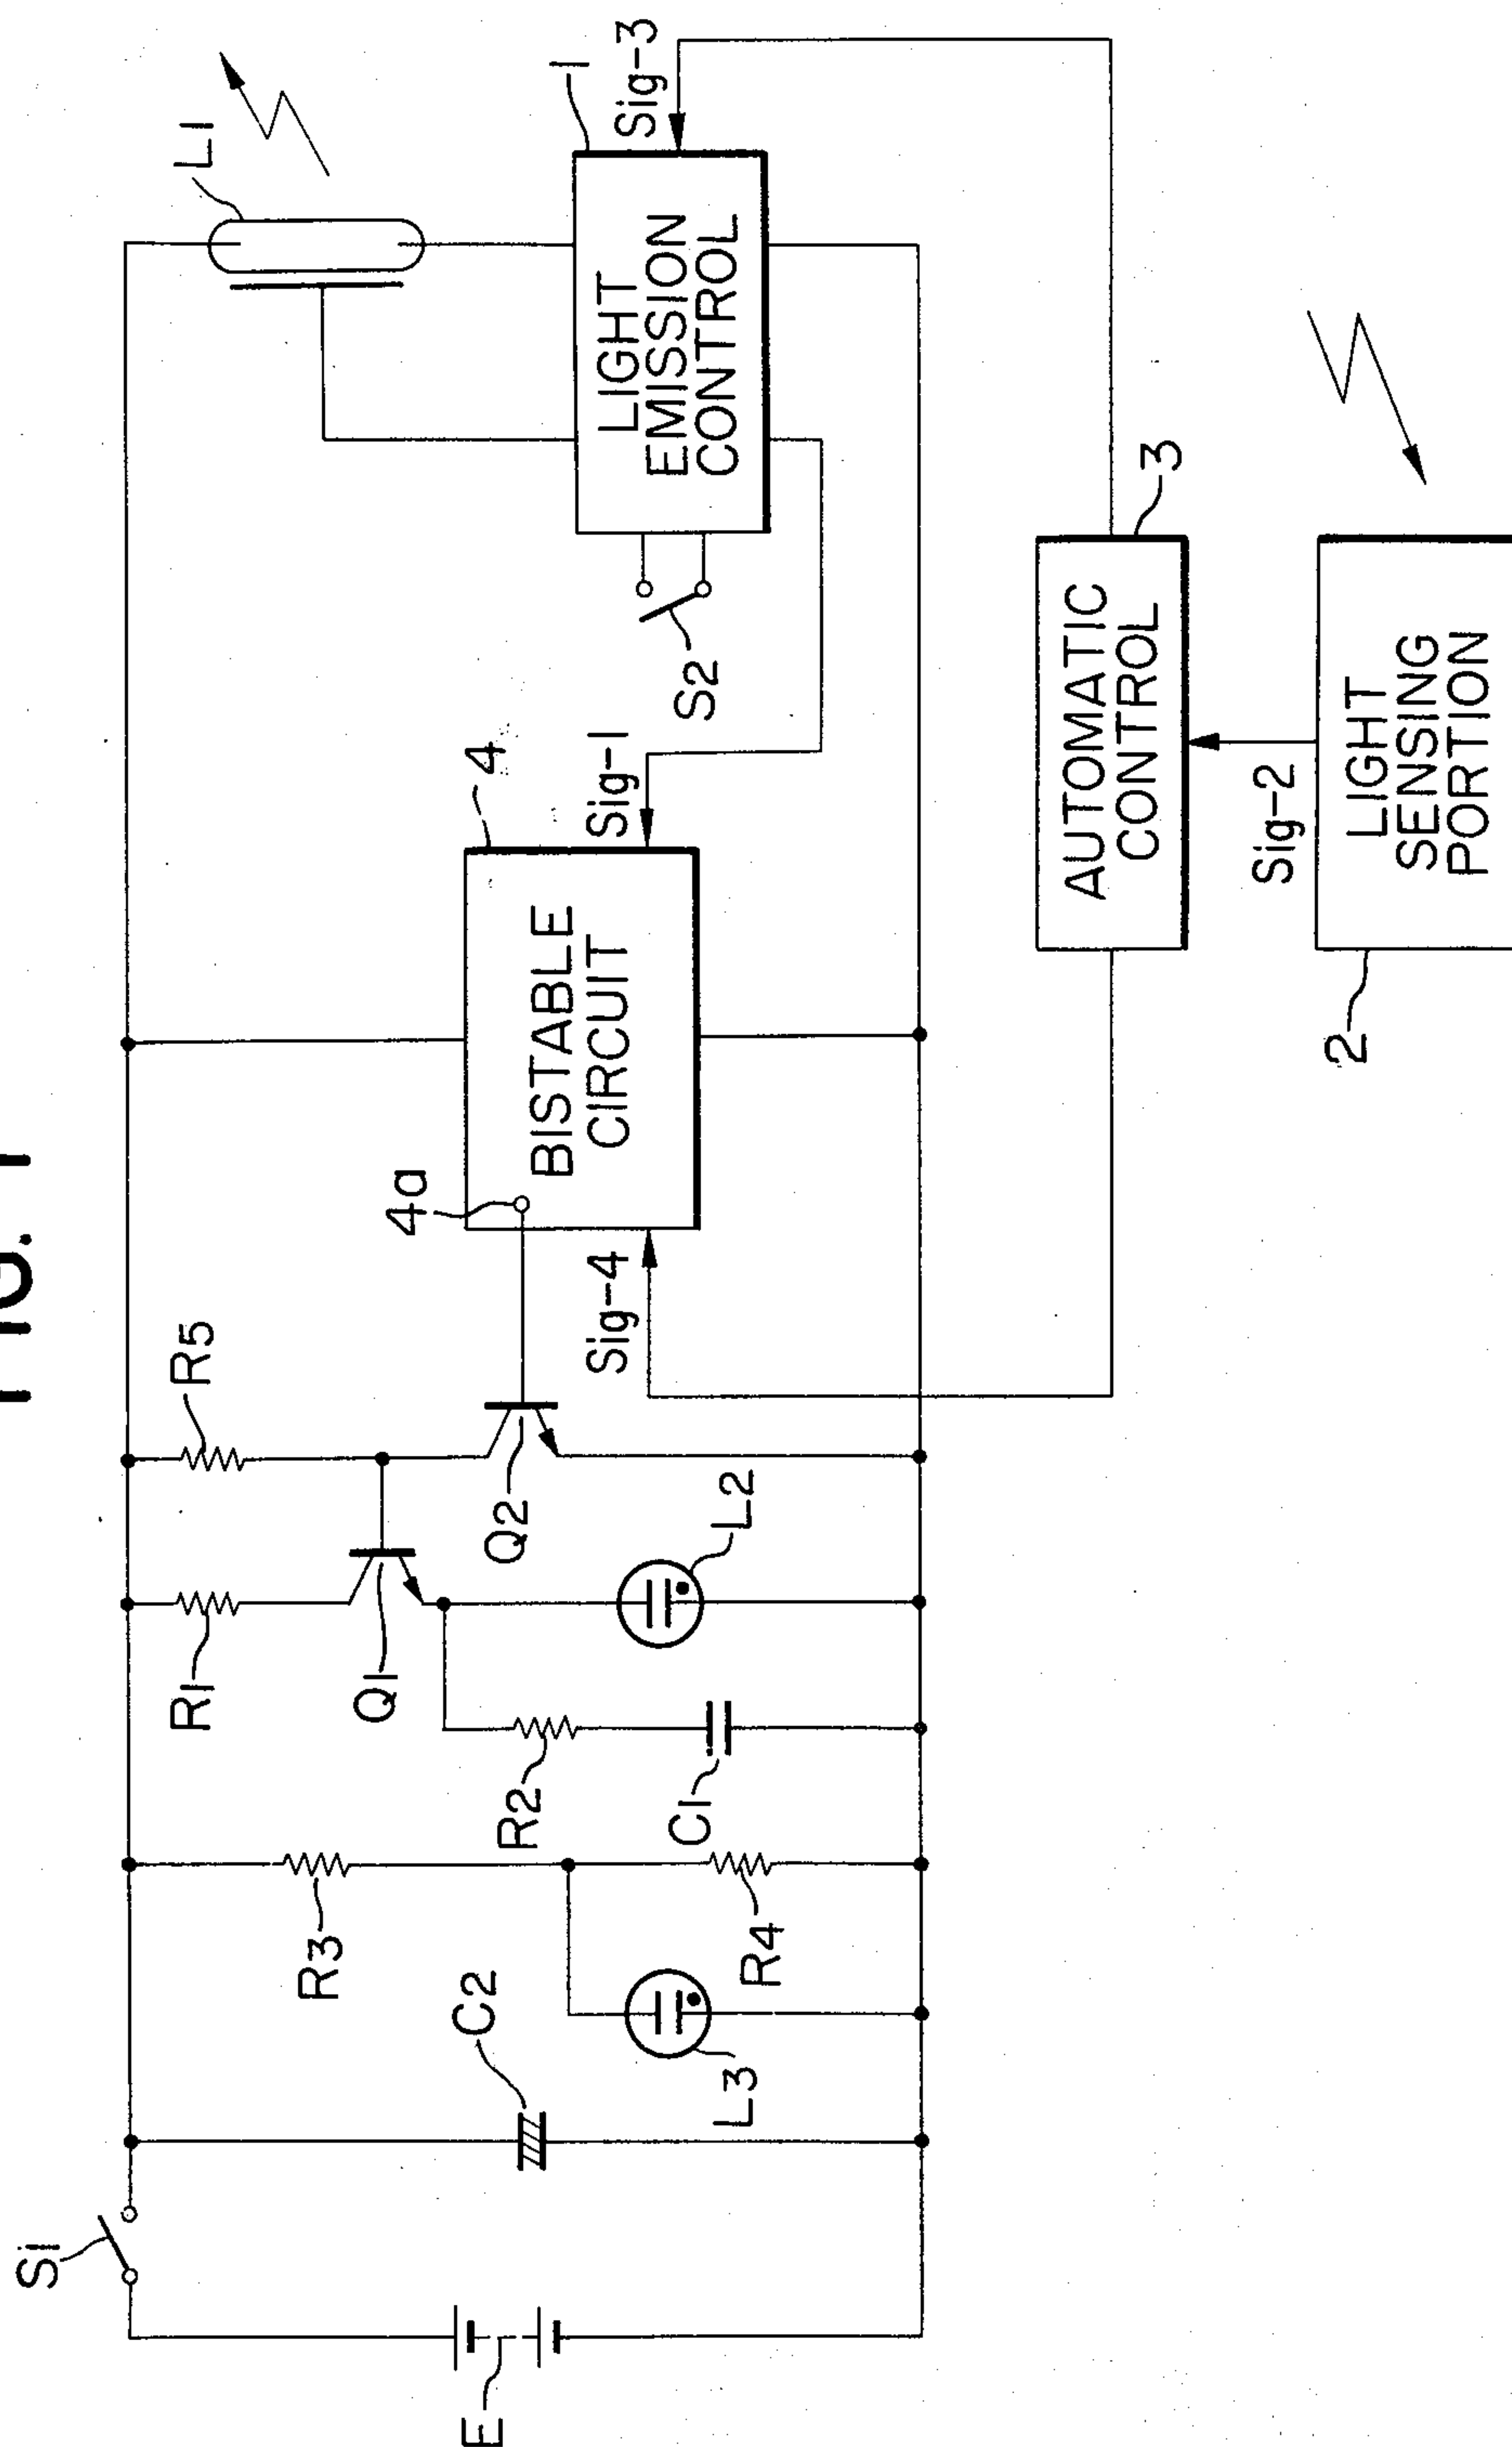 FIG. 1
S1
E
C2
L3
R3
R4
R2
C1
R1
Q1
L2
R5
Q2
4a
Sig-4
BISTABLE
CIRCUIT
4
Sig-1
S2
LIGHT
EMISSION
CONTROL
L1
1
Sig-3
AUTOMATIC
CONTROL
3
Sig-2
LIGHT
SENSING
PORTION
2